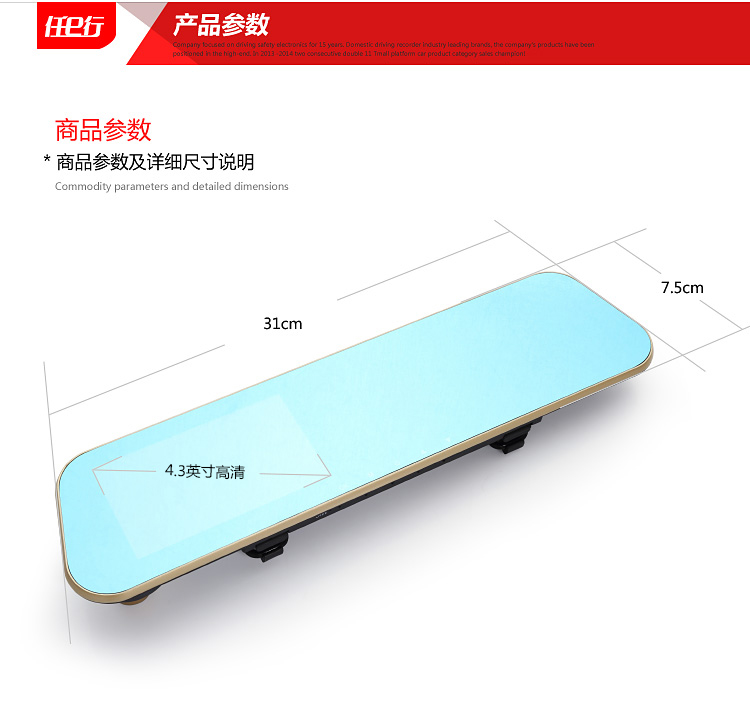 任e行
产品参数
Company focused on driving safety electronics for 13 years. Domestic driving recorder industry leading brands, the company's products have been
positioned in the high-end. In 2013 -2014 two consecutive double 11 Tmall platform car product category sales champion!
商品参数
* 商品参数及详细尺寸说明
Commodity parameters and detailed dimensions
7.5cm
31cm
4.3英寸高清